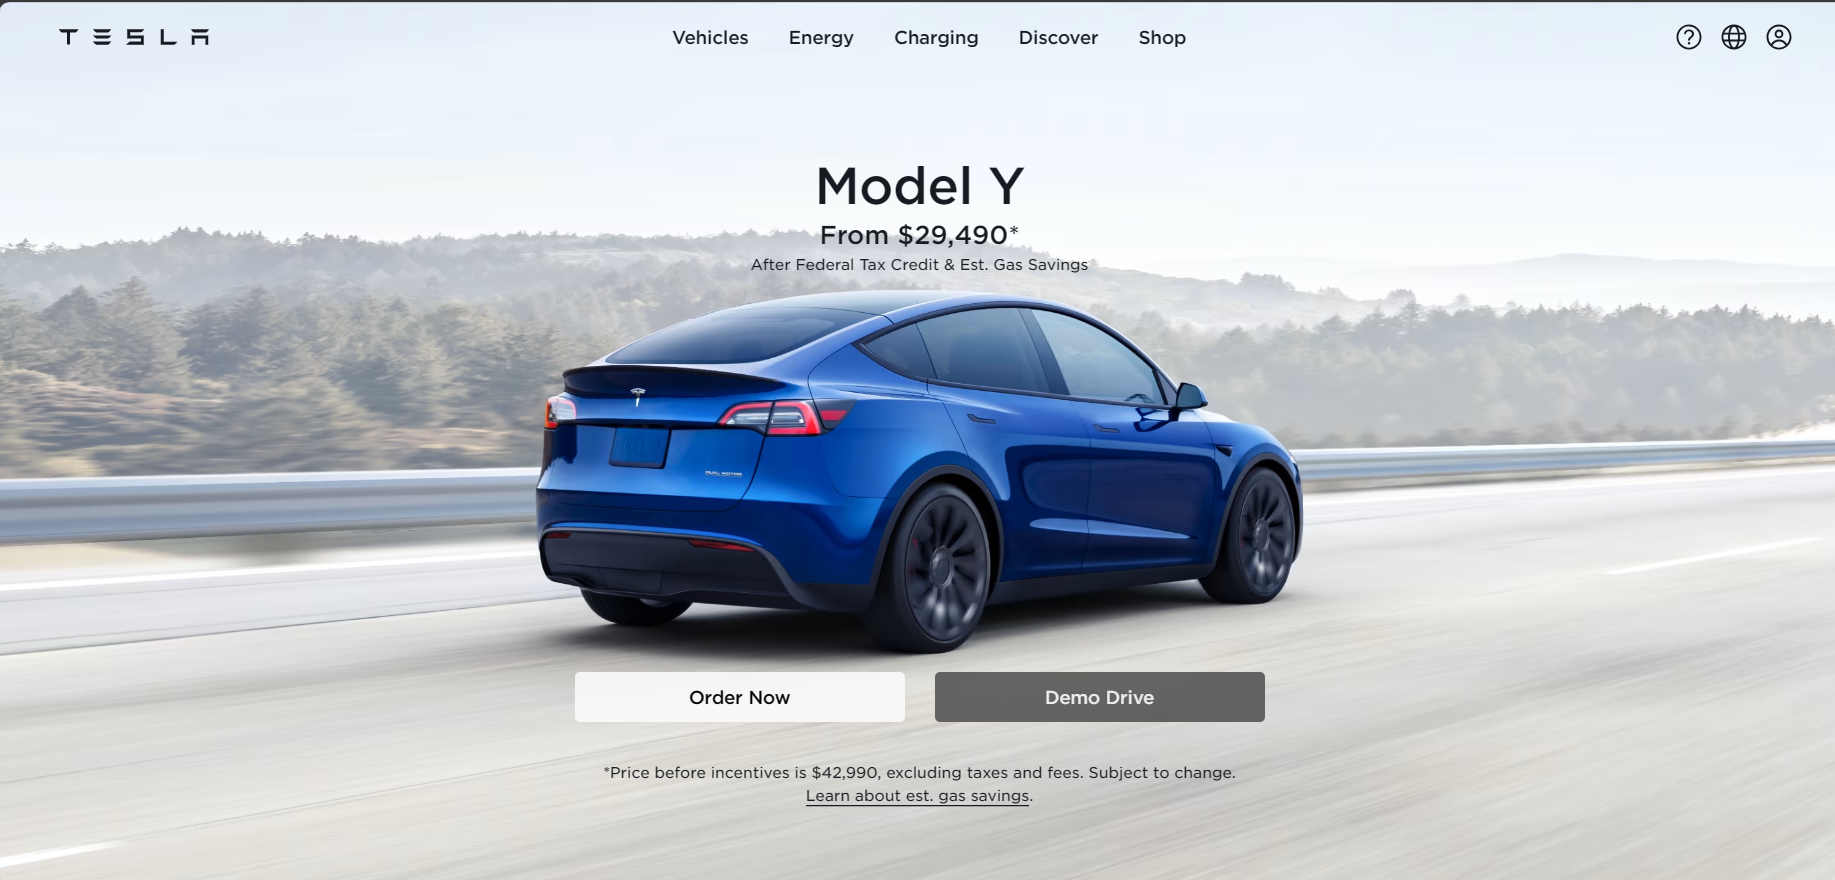 TESLA
Vehicles Energy Charging Discover Shop
Model Y
From $29,490*
After Federal Tax Credit & Est. Gas Savings
DUAL MOTOR
Order Now
Demo Drive
*Price before incentives is $42,990, excluding taxes and fees. Subject to change.
Learn about est. gas savings.